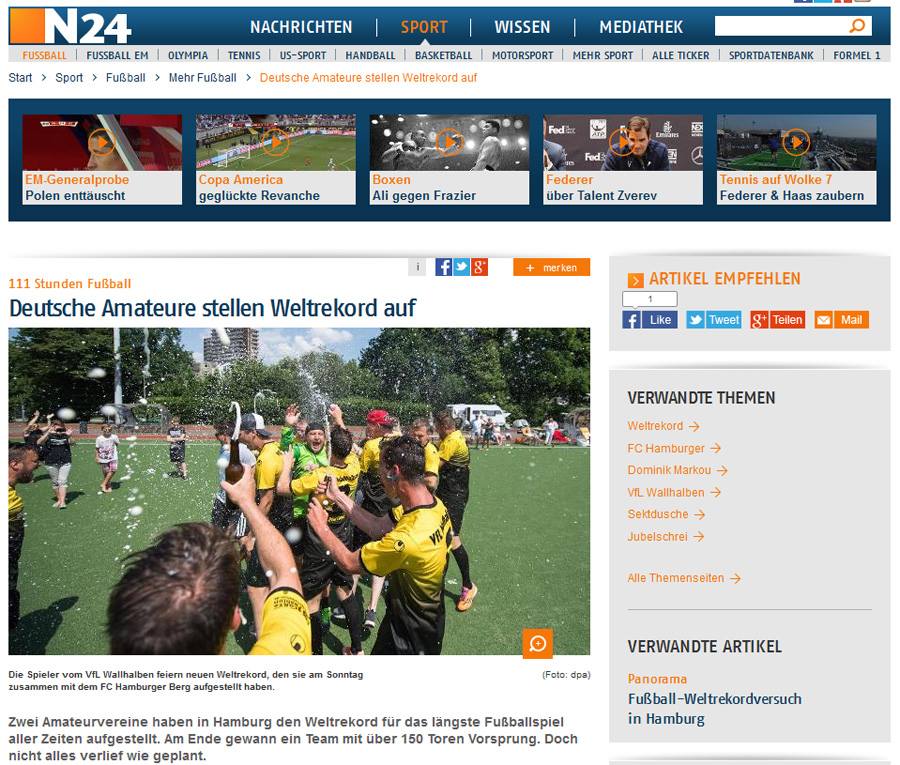 N24
NACHRICHTEN SPORT WISSEN MEDIATHEK
FUSSBALL FUSSBALL EM OLYMPIA TENNIS US-SPORT HANDBALL BASKETBALL MOTORSPORT MEHR SPORT ALLE TICKER SPORTDATENBANK FORMEL 1
Start > Sport > Fußball > Mehr Fußball > Deutsche Amateure stellen Weltrekord auf
FedEx ATP Emirates
EM-Generalprobe
Polen enttäuscht
Copa America
geglückte Revanche
Boxen
Ali gegen Frazier
Federer
über Talent Zverev
Tennis auf Wolke 7
Federer & Haas zaubern
i f g+ + merken
111 Stunden Fußball
Deutsche Amateure stellen Weltrekord auf
Die Spieler vom VfL Wallhalben feiern neuen Weltrekord, den sie am Sonntag
zusammen mit dem FC Hamburger Berg aufgestellt haben.
(Foto: dpa)
Zwei Amateurvereine haben in Hamburg den Weltrekord für das längste Fußballspiel
aller Zeiten aufgestellt. Am Ende gewann ein Team mit über 150 Toren Vorsprung. Doch
nicht alles verlief wie geplant.
ARTIKEL EMPFEHLEN
1
f Like Tweet g+ Teilen Mail
VERWANDTE THEMEN
Weltrekord
FC Hamburger
Dominik Markou
VfL Wallhalben
Sektdusche
Jubelschrei
Alle Themenseiten
VERWANDTE ARTIKEL
Panorama
Fußball-Weltrekordversuch
in Hamburg